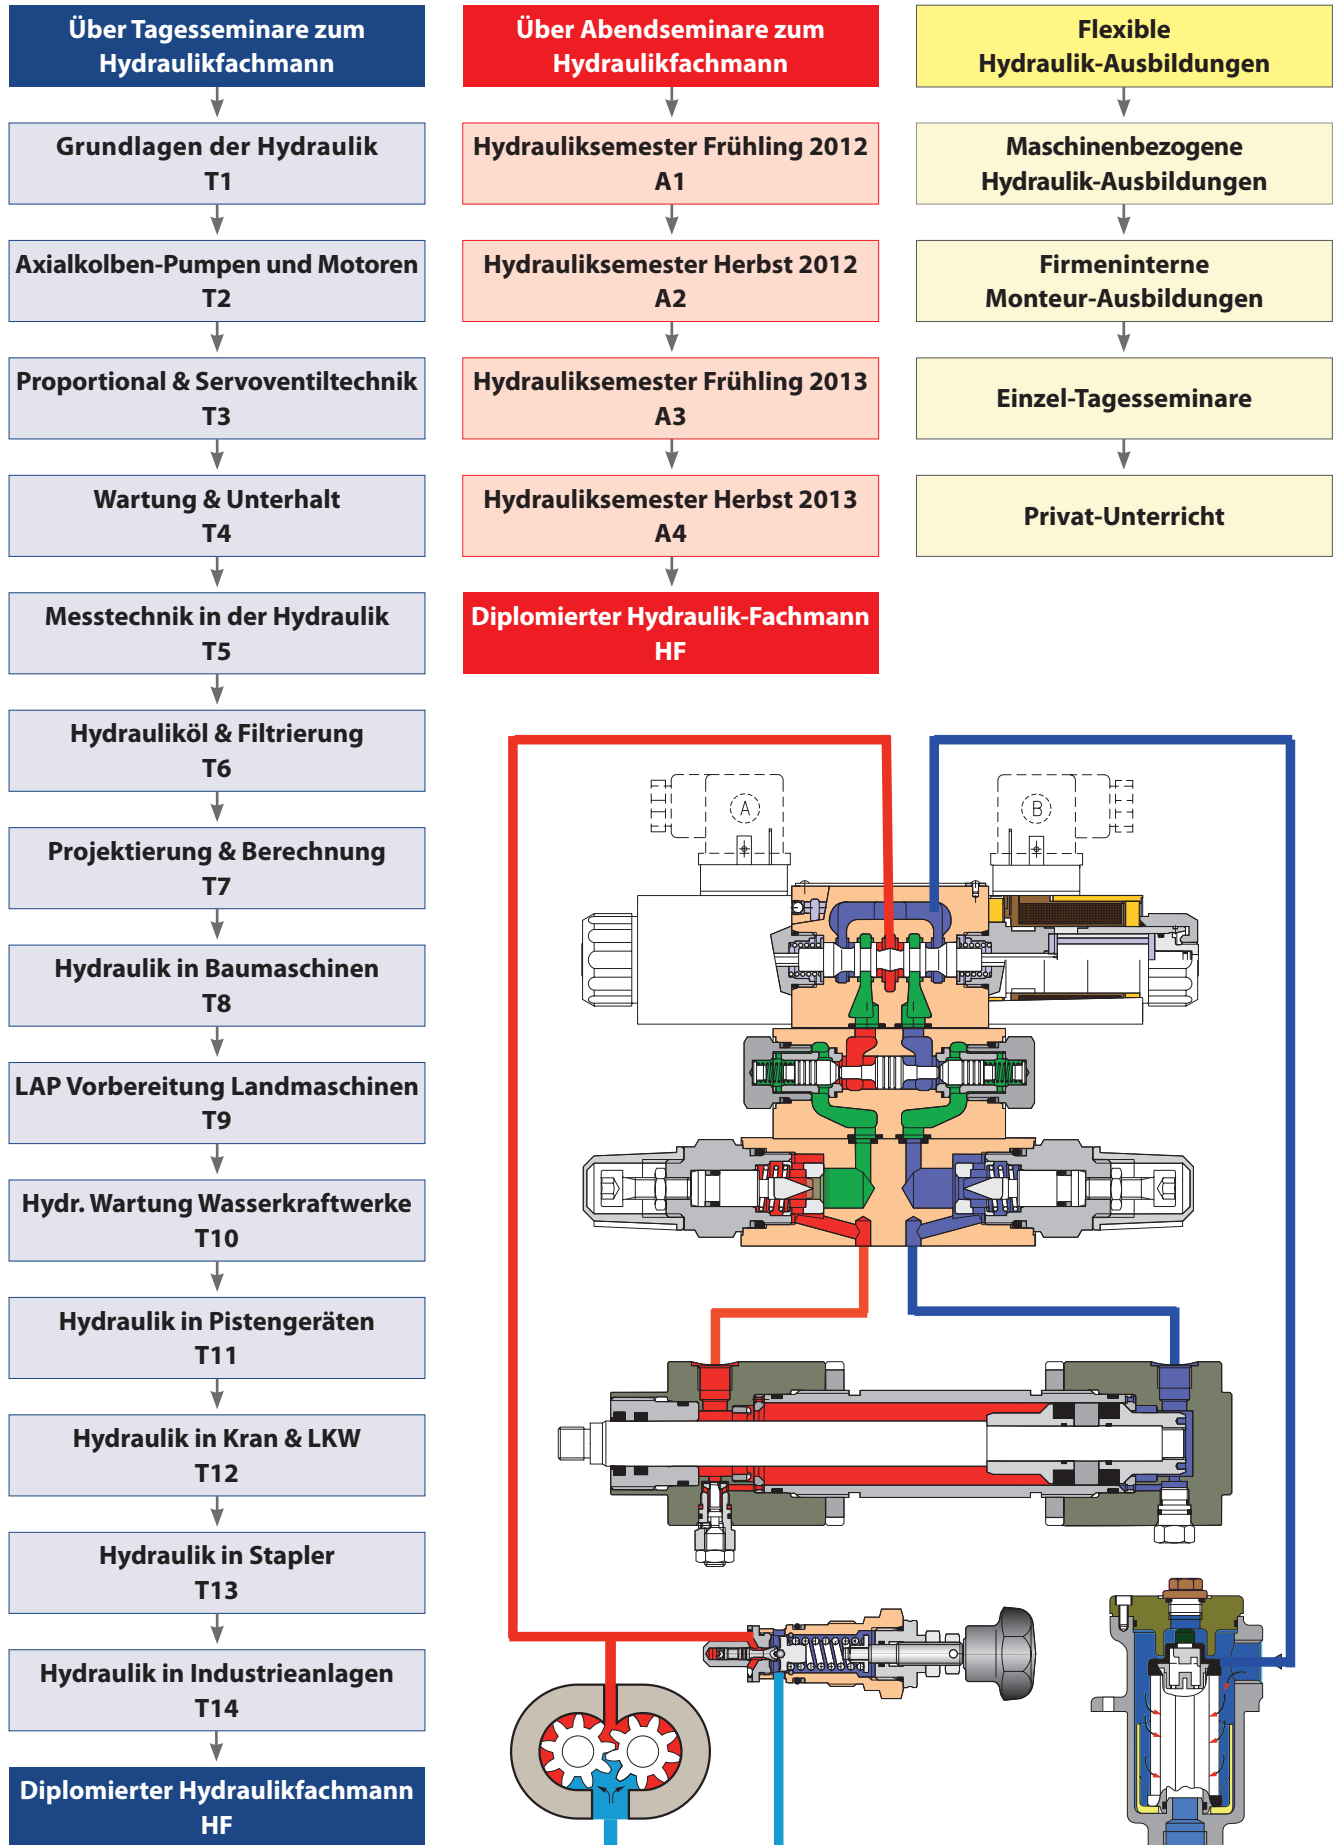 Über Tagesseminare zum
Hydraulikfachmann
Grundlagen der Hydraulik
T1
Axialkolben-Pumpen und Motoren
T2
Proportional & Servoventiltechnik
T3
Wartung & Unterhalt
T4
Messtechnik in der Hydraulik
T5
Hydrauliköl & Filtrierung
T6
Projektierung & Berechnung
T7
Hydraulik in Baumaschinen
T8
LAP Vorbereitung Landmaschinen
T9
Hydr. Wartung Wasserkraftwerke
T10
Hydraulik in Pistengeräten
T11
Hydraulik in Kran & LKW
T12
Hydraulik in Stapler
T13
Hydraulik in Industrieanlagen
T14
Diplomierter Hydraulikfachmann
HF
Über Abendseminare zum
Hydraulikfachmann
Hydrauliksemester Frühling 2012
A1
Hydrauliksemester Herbst 2012
A2
Hydrauliksemester Frühling 2013
A3
Hydrauliksemester Herbst 2013
A4
Diplomierter Hydraulik-Fachmann
HF
Flexible
Hydraulik-Ausbildungen
Maschinenbezogene
Hydraulik-Ausbildungen
Firmeninterne
Monteur-Ausbildungen
Einzel-Tagesseminare
Privat-Unterricht
A
B